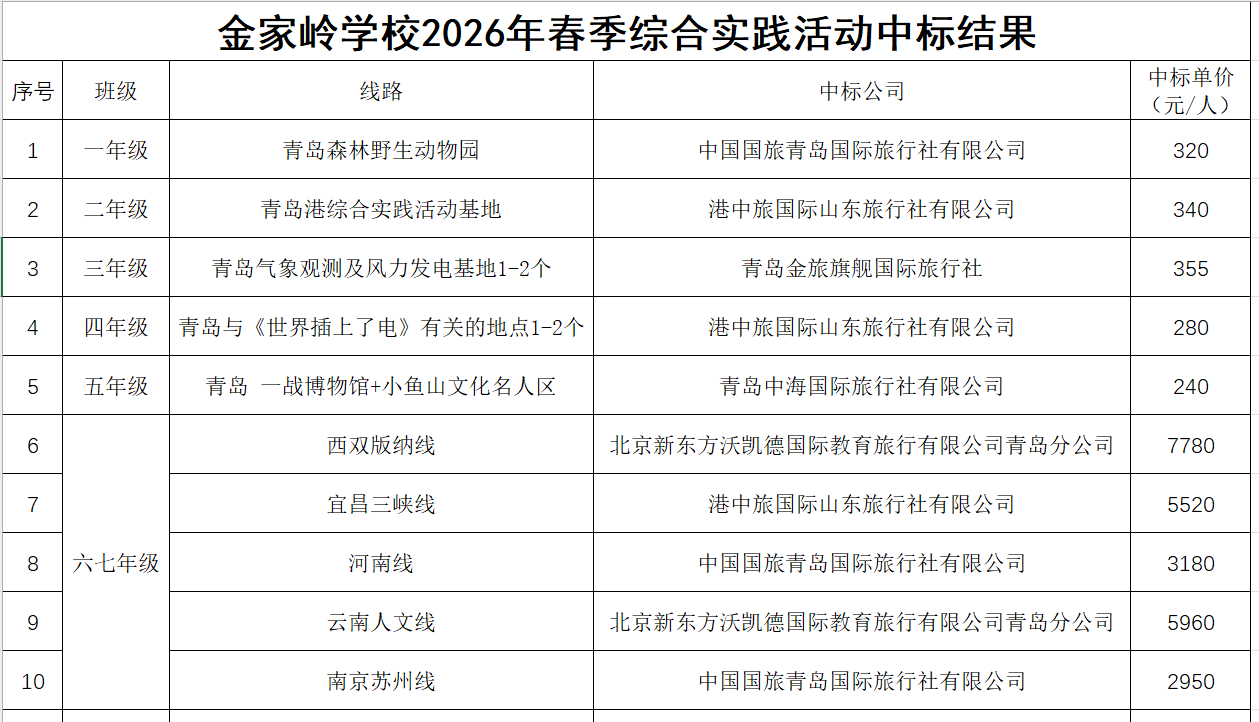 金家岭学校2026年春季综合实践活动中标结果
序号 班级 线路 中标公司 中标单价（元/人）
1 一年级 青岛森林野生动物园 中国国旅青岛国际旅行社有限公司 320
2 二年级 青岛港综合实践活动基地 港中旅国际山东旅行社有限公司 340
3 三年级 青岛气象观测及风力发电基地1-2个 青岛金旅旗舰国际旅行社 355
4 四年级 青岛与《世界插上了电》有关的地点1-2个 港中旅国际山东旅行社有限公司 280
5 五年级 青岛 一战博物馆+小鱼山文化名人区 青岛中海国际旅行社有限公司 240
6 西双版纳线 北京新东方沃凯德国际教育旅行有限公司青岛分公司 7780
7 宜昌三峡线 港中旅国际山东旅行社有限公司 5520
8 六七年级 河南线 中国国旅青岛国际旅行社有限公司 3180
9 云南人文线 北京新东方沃凯德国际教育旅行有限公司青岛分公司 5960
10 南京苏州线 中国国旅青岛国际旅行社有限公司 2950